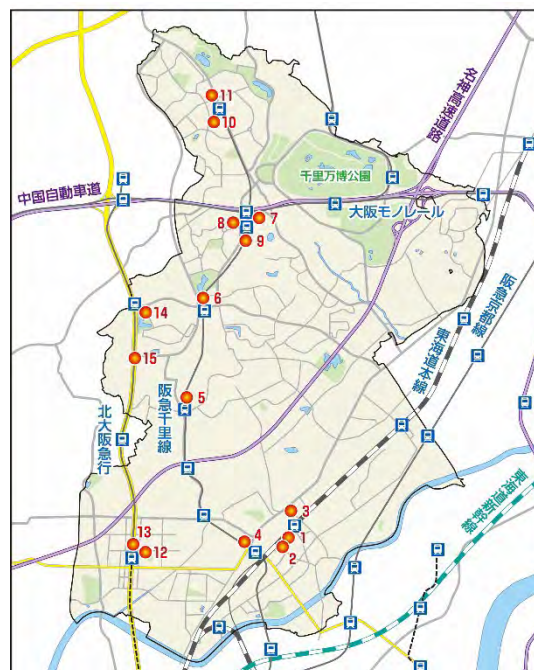 11
10
名神高速道路
千里万博公園
中国自動車道
大阪モノレール
7
8
9
6
14
阪急京都線
東海道本線
15
阪急千里線
5
北大阪急行
3
東海道新幹線
13
12
4
1
2